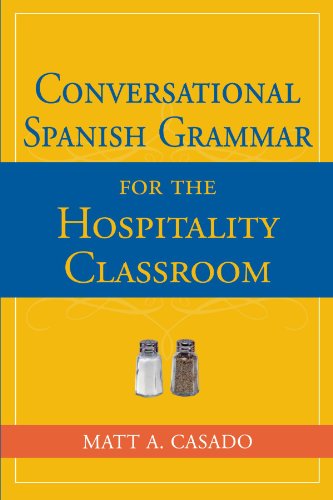 CONVERSATIONAL
SPANISH GRAMMAR
FOR THE
HOSPITALITY
CLASSROOM
MATT A. CASADO